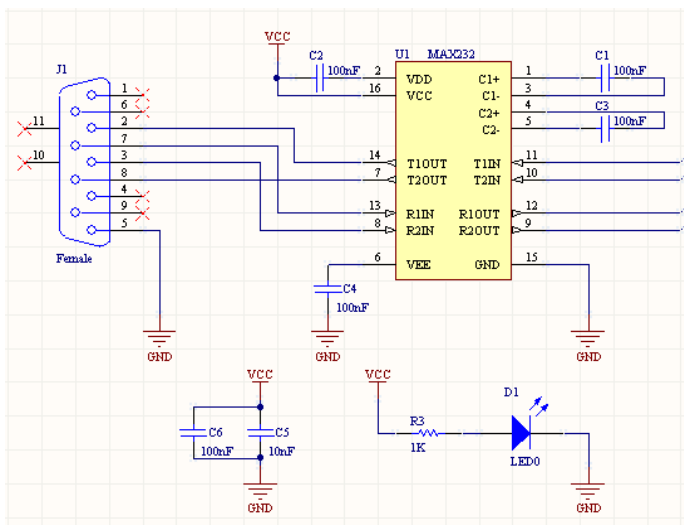 VCC
J1
1
6
2
7
3
8
4
9
5
11
10
Female
GND
C2
100nF
U1 MAX232
2 VDD C1+ 1
16 VCC C1- 3
C2+ 4
C2- 5
14 T1OUT T1IN 11
7 T2OUT T2IN 10
13 R1IN R1OUT 12
8 R2IN R2OUT 9
6 VEE GND 15
C1
100nF
C3
100nF
C4
100nF
GND
GND
VCC
C6
100nF
C5
10nF
GND
VCC
R3
1K
D1
LED0
GND